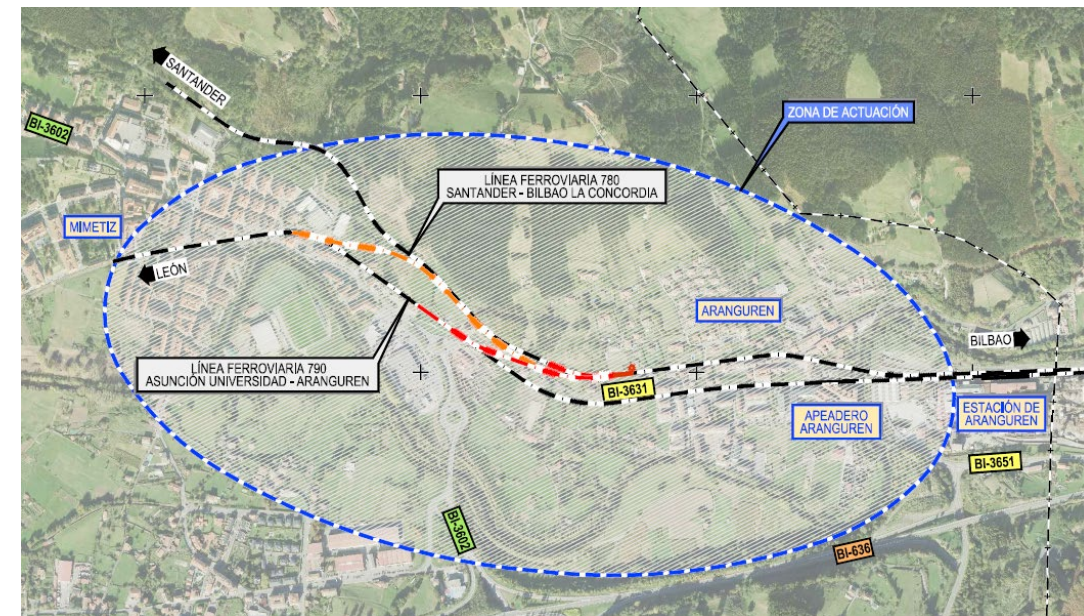 SANTANDER
BI-3602
ZONA DE ACTUACIÓN
LÍNEA FERROVIARIA 780
SANTANDER - BILBAO LA CONCORDIA
MIMETIZ
LEÓN
ARANGUREN
BILBAO
LÍNEA FERROVIARIA 790
ASUNCIÓN UNIVERSIDAD - ARANGUREN
BI-3631
APEADERO
ARANGUREN
ESTACIÓN DE
ARANGUREN
BI-3651
BI-3602
BI-636